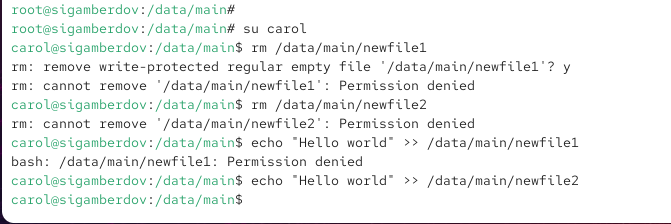 root@sigamberdov:/data/main#
root@sigamberdov:/data/main# su carol
carol@sigamberdov:/data/main$ rm /data/main/newfile1
rm: remove write-protected regular empty file '/data/main/newfile1'? y
rm: cannot remove '/data/main/newfile1': Permission denied
carol@sigamberdov:/data/main$ rm /data/main/newfile2
rm: cannot remove '/data/main/newfile2': Permission denied
carol@sigamberdov:/data/main$ echo "Hello world" >> /data/main/newfile1
bash: /data/main/newfile1: Permission denied
carol@sigamberdov:/data/main$ echo "Hello world" >> /data/main/newfile2
carol@sigamberdov:/data/main$